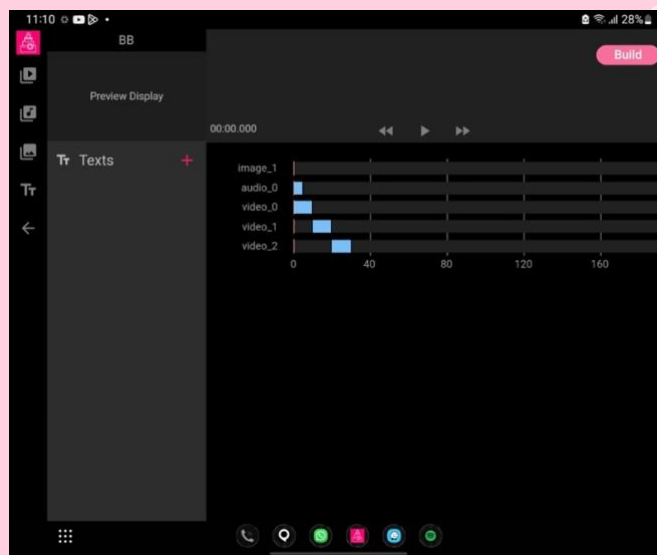 11:10
28%
BB
Build
Preview Display
00:00.000
Texts
image_1
audio_0
video_0
video_1
video_2
0 40 80 120 160